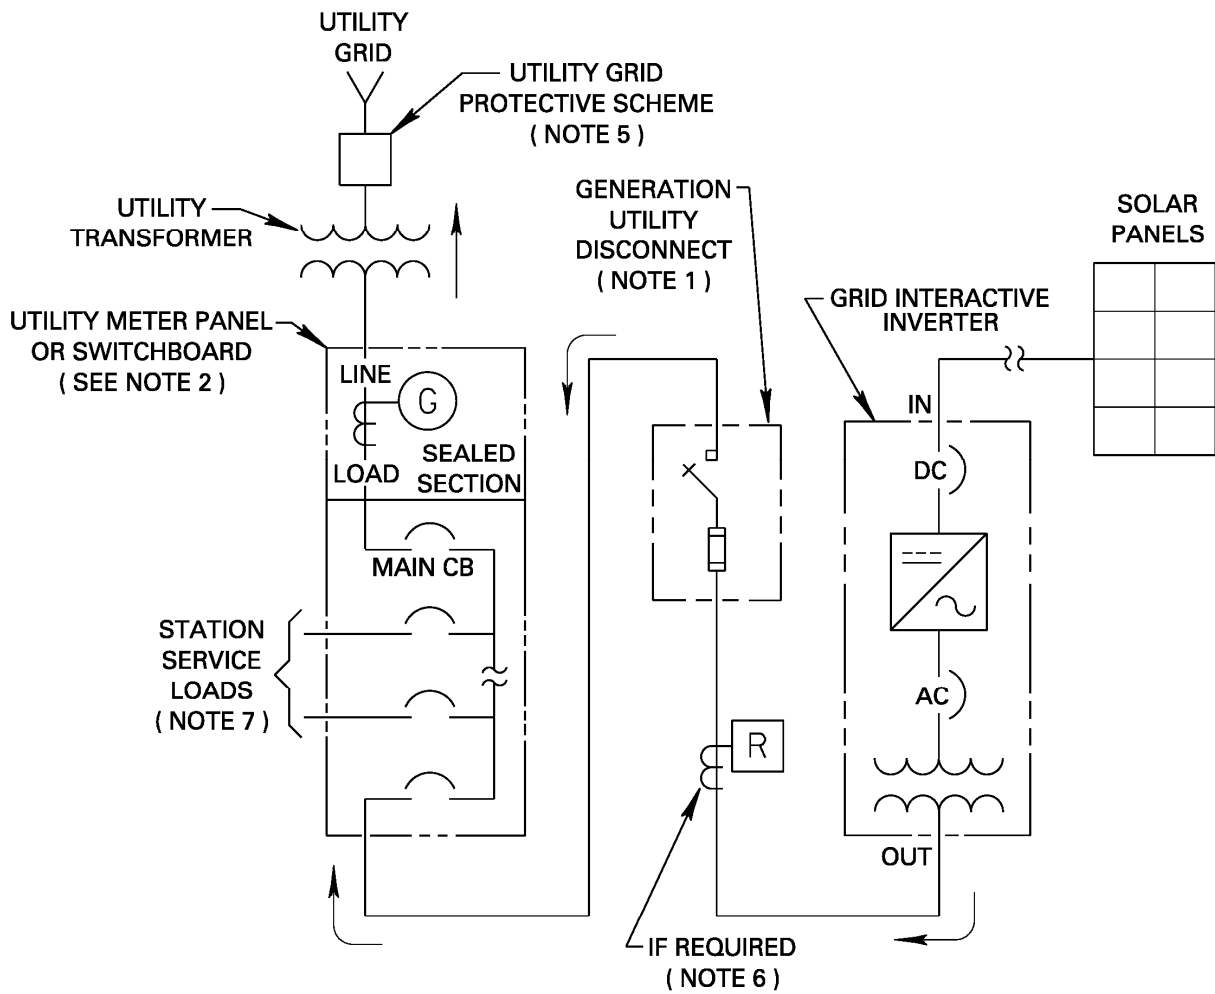 UTILITY
GRID
UTILITY GRID
PROTECTIVE SCHEME
( NOTE 5 )
UTILITY
TRANSFORMER
GENERATION
UTILITY
DISCONNECT
( NOTE 1 )
SOLAR
PANELS
UTILITY METER PANEL
OR SWITCHBOARD
( SEE NOTE 2 )
GRID INTERACTIVE
INVERTER
LINE
G
LOAD
SEALED
SECTION
MAIN CB
STATION
SERVICE
LOADS
( NOTE 7 )
IN
DC
AC
R
OUT
IF REQUIRED
( NOTE 6 )